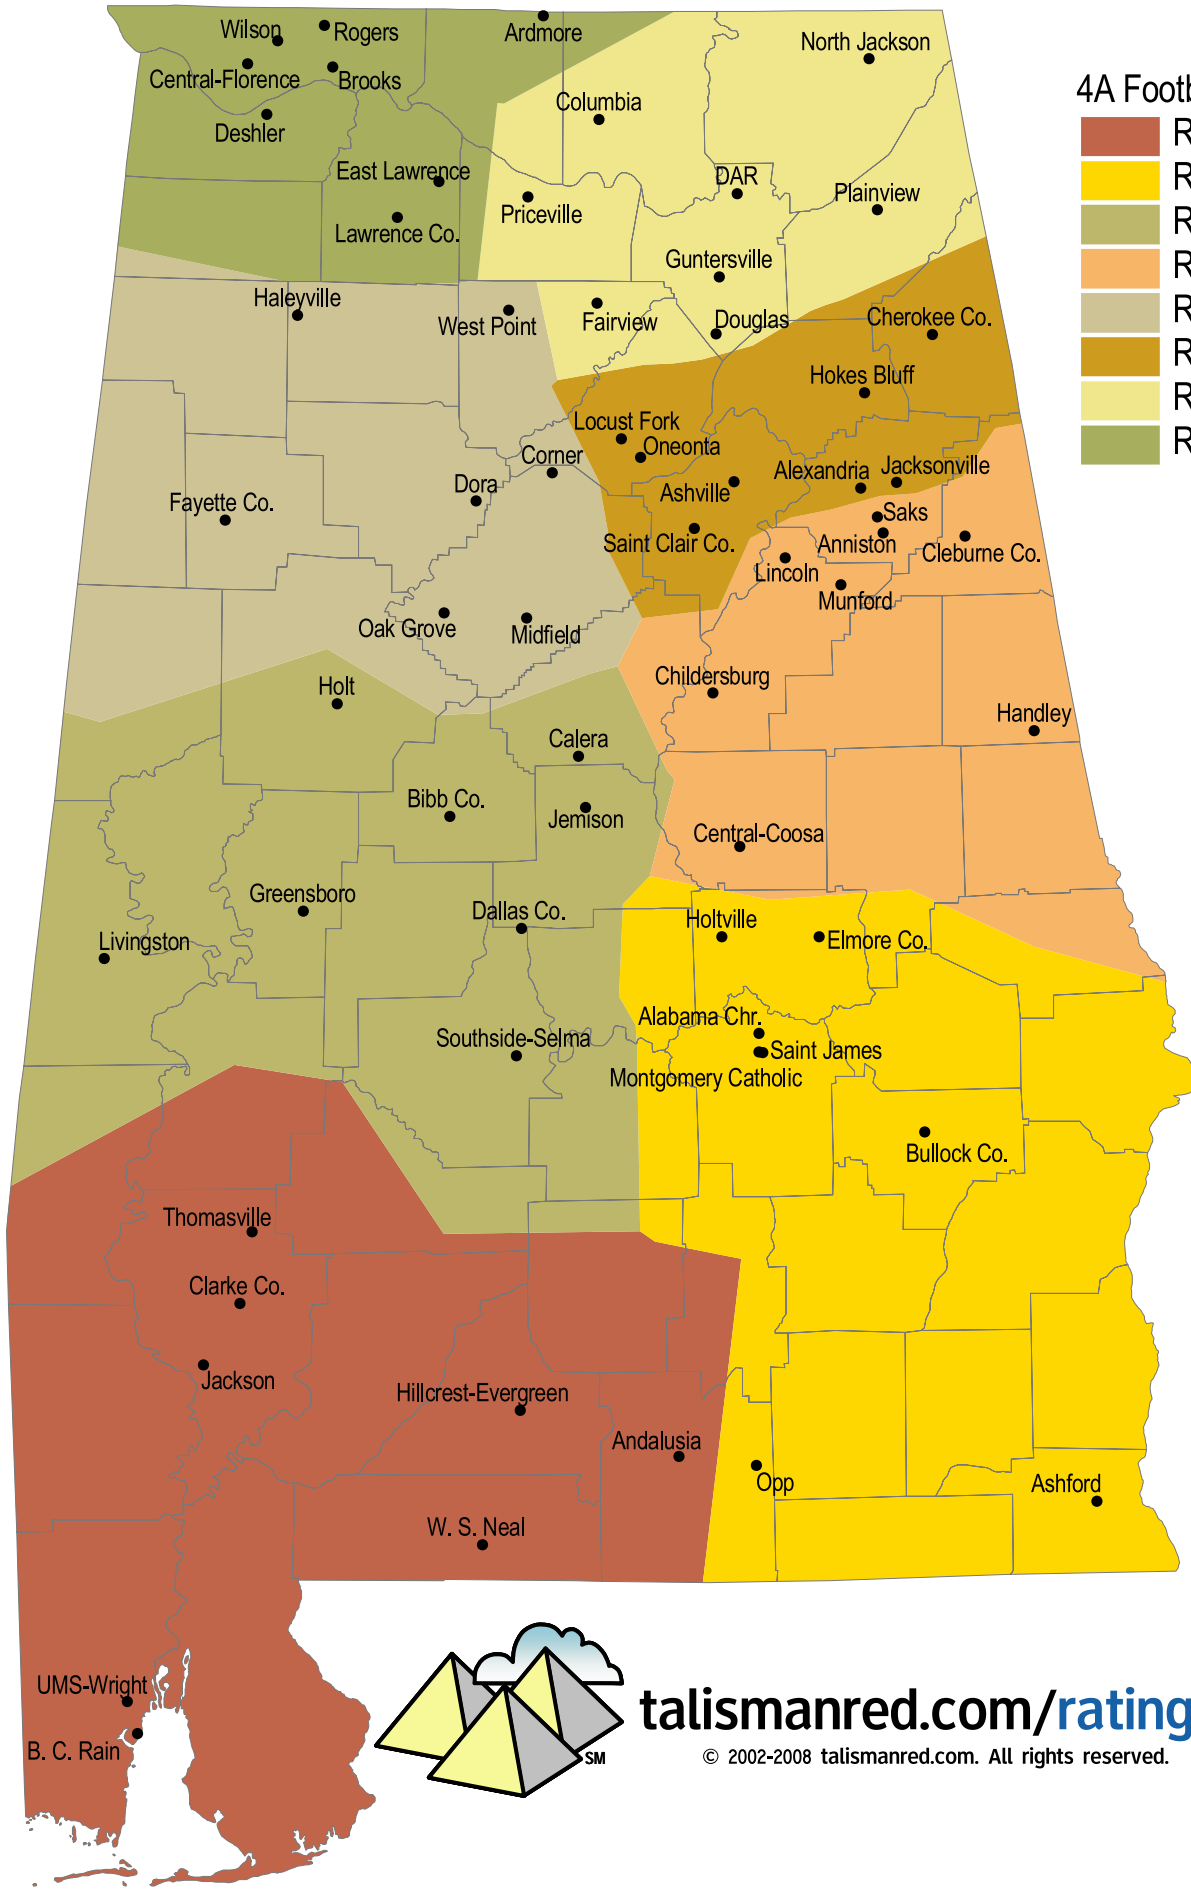 Wilson
Rogers
Ardmore
North Jackson
Central-Florence
Brooks
4A Footb
Columbia
R
Deshler
R
East Lawrence
DAR
Plainview
R
Priceville
Lawrence Co.
R
Guntersville
Haleyville
R
West Point
Fairview
Douglas
Cherokee Co.
R
Hokes Bluff
R
Locust Fork
Oneonta
R
Corner
Dora
Alexandria
Jacksonville
Ashville
Fayette Co.
Saks
Saint Clair Co.
Anniston
Cleburne Co.
Lincoln
Munford
Oak Grove
Midfield
Childersburg
Holt
Handley
Calera
Bibb Co.
Jemison
Central-Coosa
Greensboro
Dallas Co.
Holtville
Livingston
Elmore Co.
Alabama Chr.
Southside-Selma
Saint James
Montgomery Catholic
Bullock Co.
Thomasville
Clarke Co.
Jackson
Hillcrest-Evergreen
Andalusia
Opp
Ashford
W. S. Neal
UMS-Wright
talismanred.com/rating
B. C. Rain
SM
© 2002-2008 talismanred.com. All rights reserved.